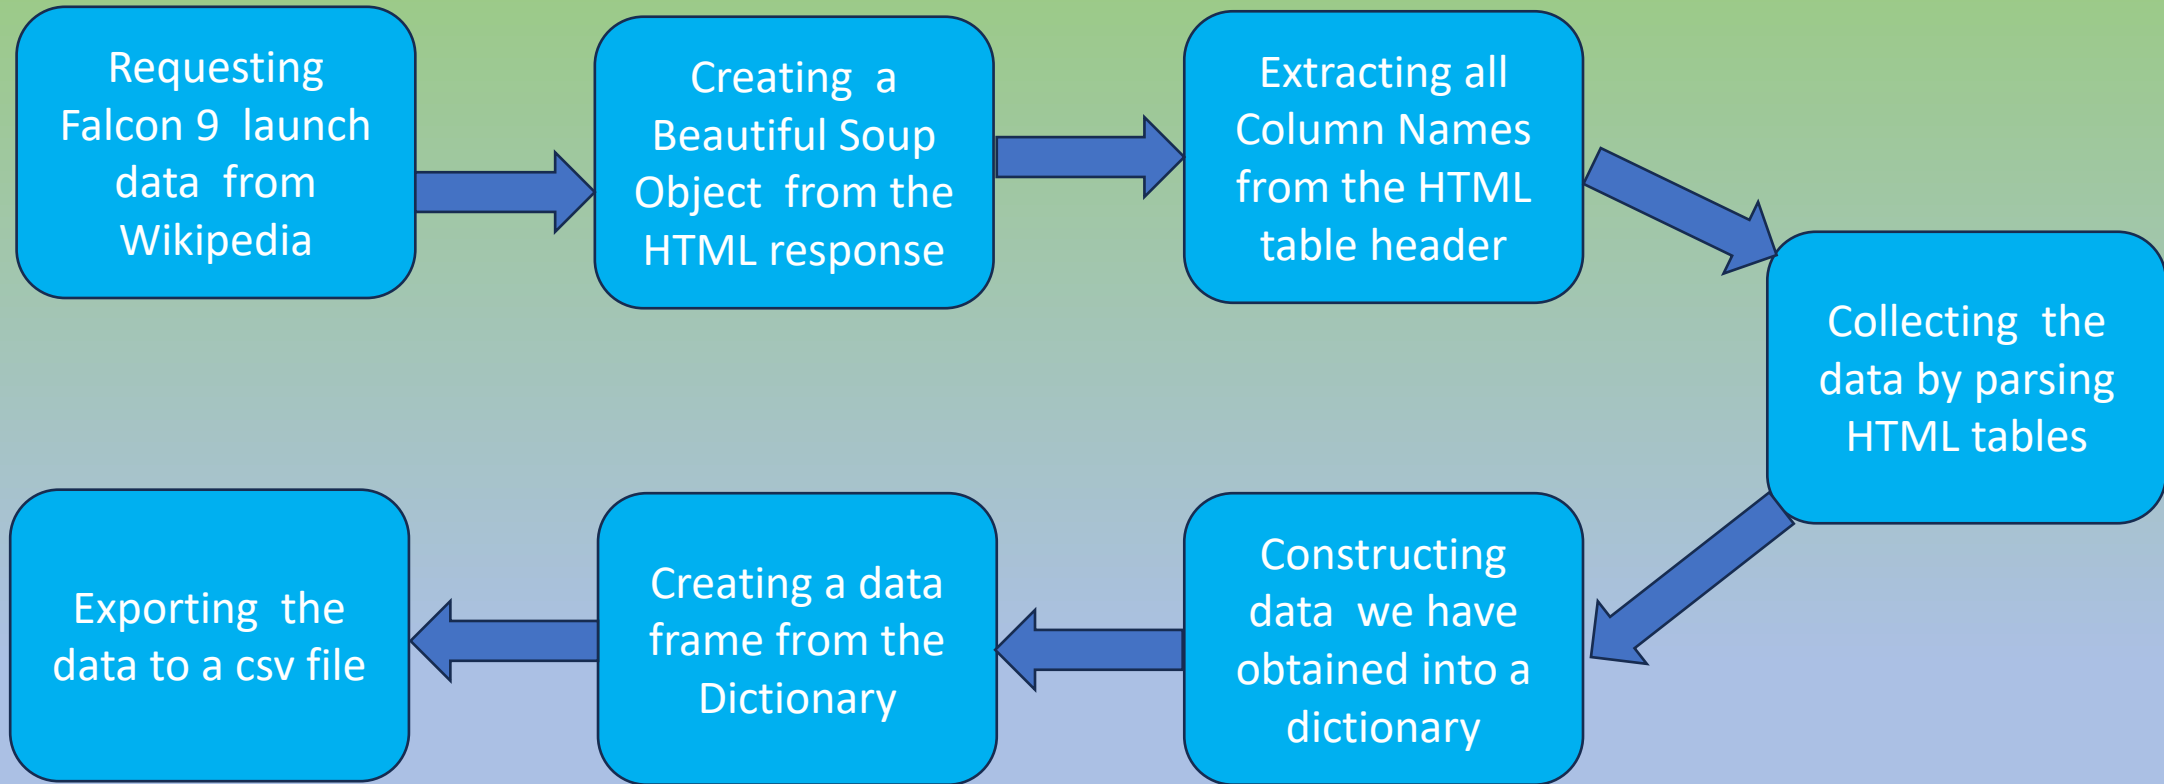 Requesting
Falcon 9 launch
data from
Wikipedia
Creating a
Beautiful Soup
Object from the
HTML response
Extracting all
Column Names
from the HTML
table header
Collecting the
data by parsing
HTML tables
Constructing
data we have
obtained into a
dictionary
Creating a data
frame from the
Dictionary
Exporting the
data to a csv file